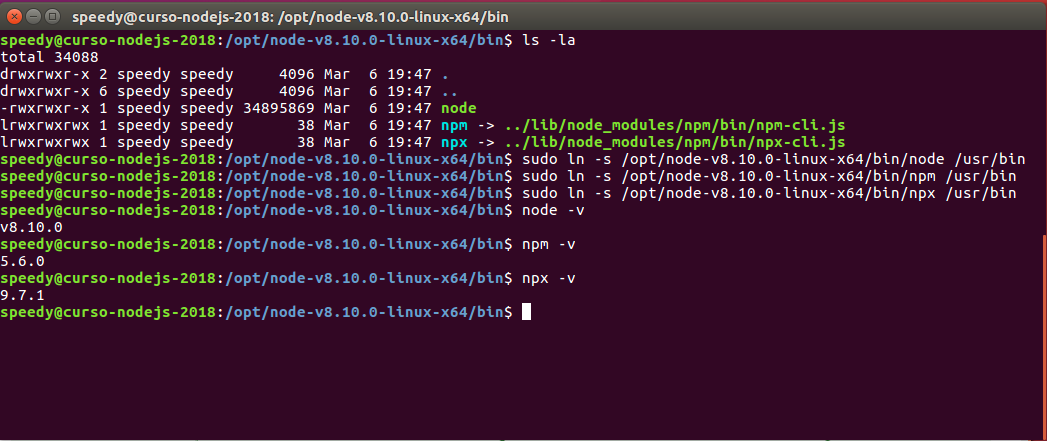 speedy@curso-nodejs-2018: /opt/node-v8.10.0-linux-x64/bin
speedy@curso-nodejs-2018:/opt/node-v8.10.0-linux-x64/bin$ ls -la
total 34088
drwxrwxr-x 2 speedy speedy     4096 Mar  6 19:47 .
drwxrwxr-x 6 speedy speedy     4096 Mar  6 19:47 ..
-rwxrwxr-x 1 speedy speedy 34895869 Mar  6 19:47 node
lrwxrwxrwx 1 speedy speedy       38 Mar  6 19:47 npm -> ../lib/node_modules/npm/bin/npm-cli.js
lrwxrwxrwx 1 speedy speedy       38 Mar  6 19:47 npx -> ../lib/node_modules/npm/bin/npx-cli.js
speedy@curso-nodejs-2018:/opt/node-v8.10.0-linux-x64/bin$ sudo ln -s /opt/node-v8.10.0-linux-x64/bin/node /usr/bin
speedy@curso-nodejs-2018:/opt/node-v8.10.0-linux-x64/bin$ sudo ln -s /opt/node-v8.10.0-linux-x64/bin/npm /usr/bin
speedy@curso-nodejs-2018:/opt/node-v8.10.0-linux-x64/bin$ sudo ln -s /opt/node-v8.10.0-linux-x64/bin/npx /usr/bin
speedy@curso-nodejs-2018:/opt/node-v8.10.0-linux-x64/bin$ node -v
v8.10.0
speedy@curso-nodejs-2018:/opt/node-v8.10.0-linux-x64/bin$ npm -v
5.6.0
speedy@curso-nodejs-2018:/opt/node-v8.10.0-linux-x64/bin$ npx -v
9.7.1
speedy@curso-nodejs-2018:/opt/node-v8.10.0-linux-x64/bin$